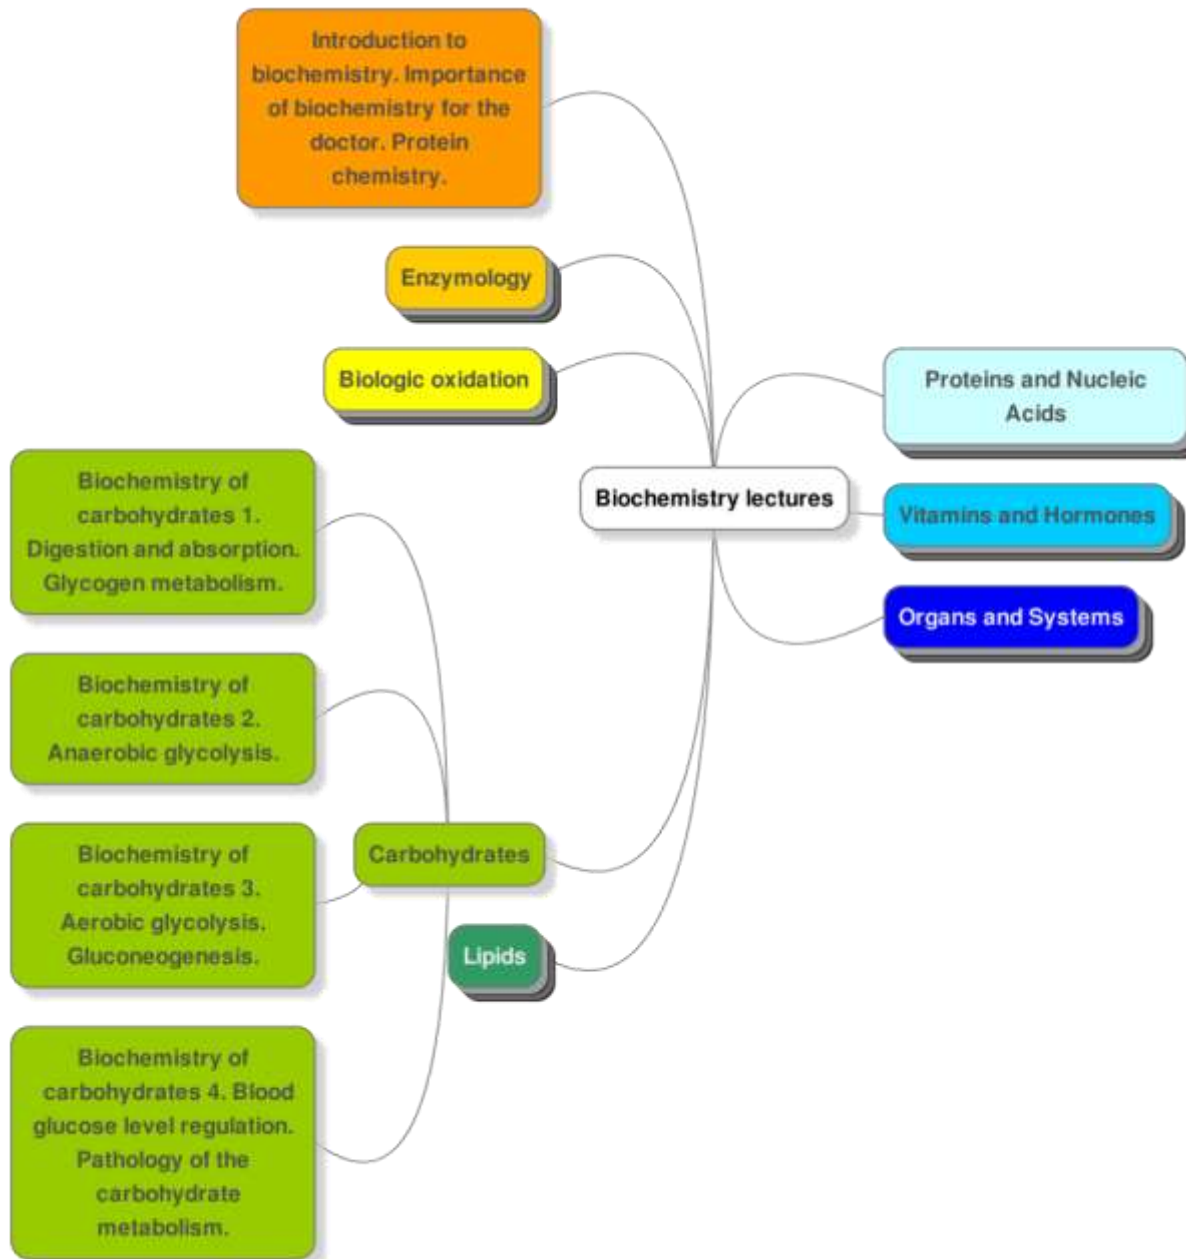 Introduction to
biochemistry. Importance
of biochemistry for the
doctor. Protein
chemistry.
Enzymology
Biologic oxidation
Proteins and Nucleic
Acids
Biochemistry lectures
Vitamins and Hormones
Organs and Systems
Biochemistry of
carbohydrates 1.
Digestion and absorption.
Glycogen metabolism.
Biochemistry of
carbohydrates 2.
Anaerobic glycolysis.
Biochemistry of
carbohydrates 3.
Aerobic glycolysis.
Gluconeogenesis.
Carbohydrates
Lipids
Biochemistry of
carbohydrates 4. Blood
glucose level regulation.
Pathology of the
carbohydrate
metabolism.